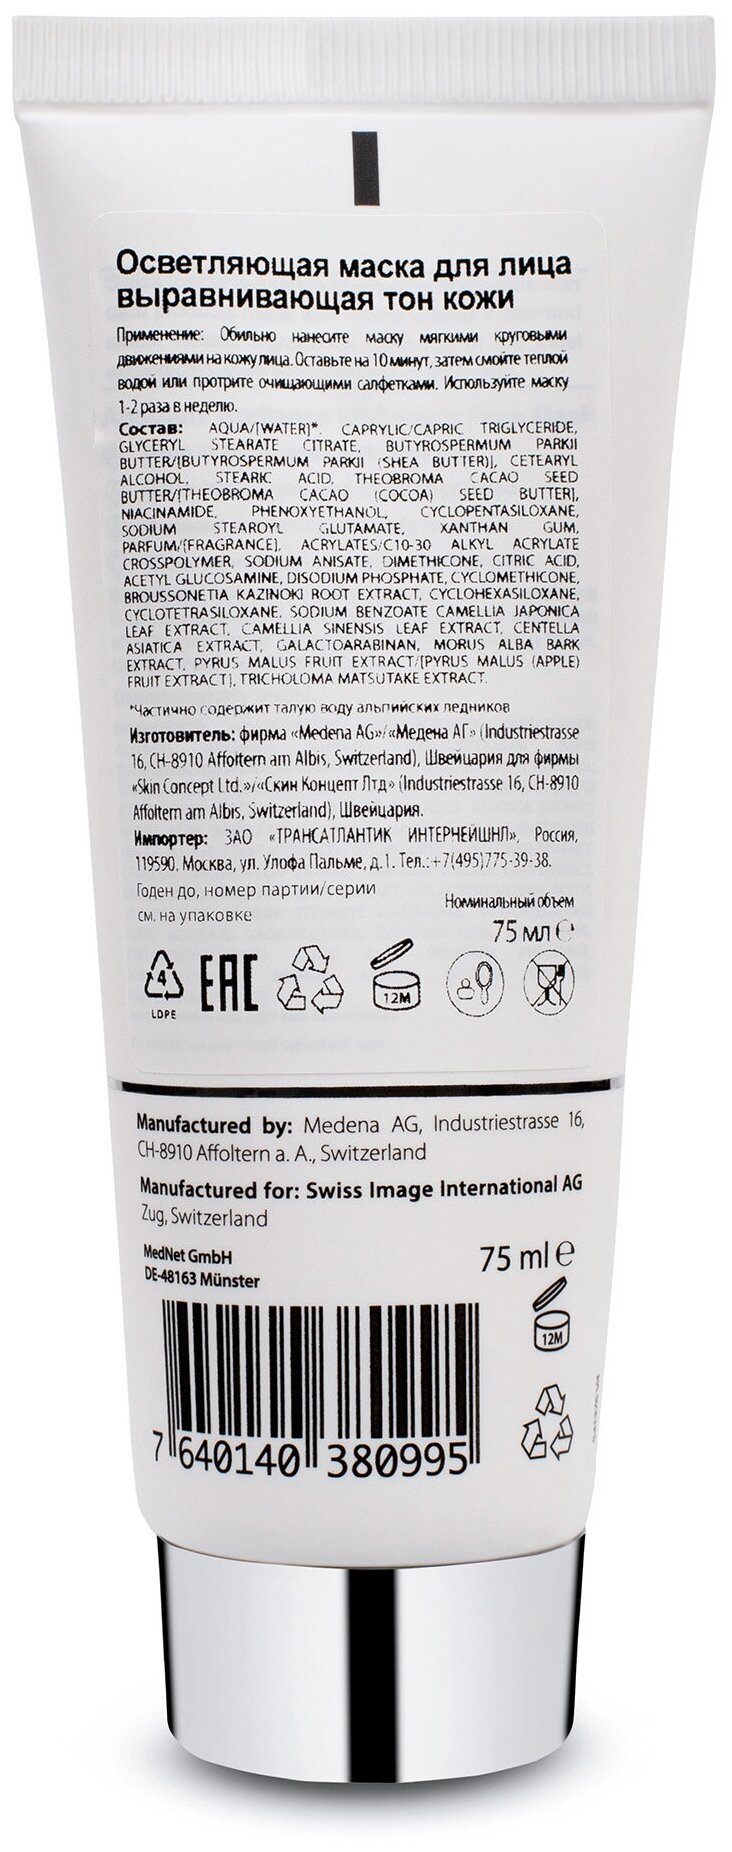 Осветляющая маска для лица
выравнивающая тон кожи
Применение: Обильно нанесите маску мягкими круговыми
движениями на кожу лица. Оставьте на 10 минут, затем смойте теплой
водой или протрите очищающими салфетками. Используйте маску
1-2 раза в неделю.
Состав: AQUA/[WATER]*, CAPRYLIC/CAPRIC TRIGLYCERIDE,
GLYCERYL STEARATE CITRATE, BUTYROSPERMUM PARKII
BUTTER/[BUTYROSPERMUM PARKII (SHEA BUTTER)], CETEARYL
ALCOHOL, STEARIC ACID, THEOBROMA CACAO SEED
BUTTER/[THEOBROMA CACAO (COCOA) SEED BUTTER],
NIACINAMIDE, PHENOXYETHANOL, CYCLOPENTASILOXANE,
SODIUM STEAROYL GLUTAMATE, XANTHAN GUM,
PARFUM/[FRAGRANCE], ACRYLATES/C10-30 ALKYL ACRYLATE
CROSSPOLYMER, SODIUM ANISATE, DIMETHICONE, CITRIC ACID,
ACETYL GLUCOSAMINE, DISODIUM PHOSPHATE, CYCLOMETHICONE,
BROUSSONETIA KAZINOKI ROOT EXTRACT, CYCLOHEXASILOXANE,
CYCLOTETRASILOXANE, SODIUM BENZOATE CAMELLIA JAPONICA
LEAF EXTRACT, CAMELLIA SINENSIS LEAF EXTRACT, CENTELLA
ASIATICA EXTRACT, GALACTOARABINAN, MORUS ALBA BARK
EXTRACT, PYRUS MALUS FRUIT EXTRACT/[PYRUS MALUS (APPLE)
FRUIT EXTRACT], TRICHOLOMA MATSUTAKE EXTRACT.
*Частично содержит талую воду альпийских ледников
Изготовитель: фирма «Medena AG»/«Медена АГ» (Industriestrasse
16, CH-8910 Affoltern am Albis, Switzerland), Швейцария для фирмы
«Skin Concept Ltd.»/«Скин Концепт Лтд» (Industriestrasse 16, CH-8910
Affoltern am Albis, Switzerland), Швейцария.
Импортер: ЗАО «ТРАНСАТЛАНТИК ИНТЕРНЕЙШНЛ», Россия,
119590, Москва, ул. Улофа Пальме, д.1. Тел.: +7(495)775-39-38.
Годен до, номер партии/серии
см. на упаковке
Номинальный объем
75 мл ℮
4
LDPE
EAC
12M
Manufactured by: Medena AG, Industriestrasse 16,
CH-8910 Affoltern a. A., Switzerland
Manufactured for: Swiss Image International AG
Zug, Switzerland
MedNet GmbH
DE-48163 Münster
75 ml ℮
12M
7 640140 380995